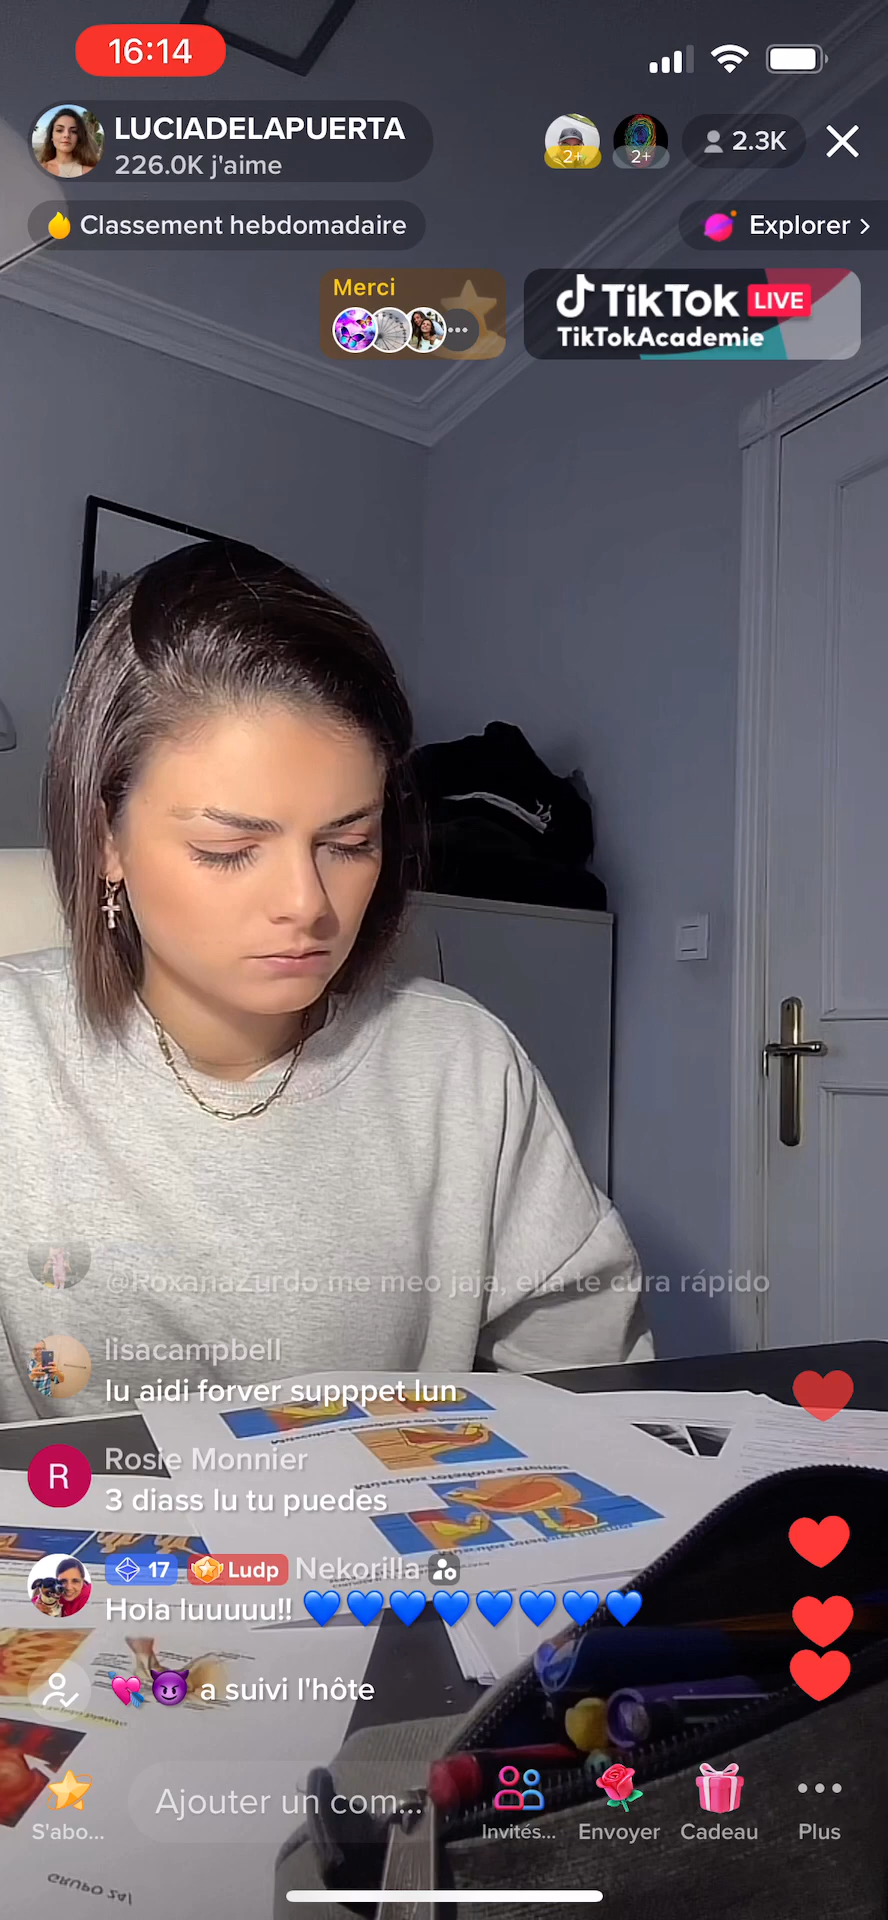 16:14
LUCIADELAPUERTA
226.0K j'aime
2+
2+
2.3K
Classement hebdomadaire
Explorer >
Merci
TikTok LIVE
TikTokAcademie
@RoxanaZurdo me meo jaja, ella te cura rápido
lisacampbell
lu aidi forver supppet lun
R
Rosie Monnier
3 diass lu tu puedes
17 Ludp Nekorilla
Hola luuuuu!! 💙💙💙💙💙💙💙💙
💘😈 a suivi l'hôte
Ajouter un com...
S'abo...
Invités...
Envoyer
Cadeau
Plus
GRUPO 2A